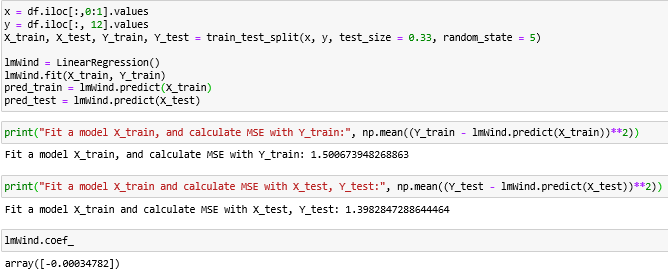 x = df.iloc[:,0:1].values
y = df.iloc[:, 12].values
X_train, X_test, Y_train, Y_test = train_test_split(x, y, test_size = 0.33, random_state = 5)
lmWind = LinearRegression()
lmWind.fit(X_train, Y_train)
pred_train = lmWind.predict(X_train)
pred_test = lmWind.predict(X_test)
print("Fit a model X_train, and calculate MSE with Y_train:", np.mean((Y_train - lmWind.predict(X_train))**2))
Fit a model X_train, and calculate MSE with Y_train: 1.500673948268863
print("Fit a model X_train and calculate MSE with X_test, Y_test:", np.mean((Y_test - lmWind.predict(X_test))**2))
Fit a model X_train and calculate MSE with X_test, Y_test: 1.3982847288644464
lmWind.coef_
array([-0.00034782])